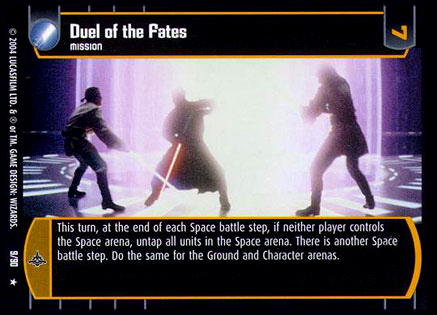 Duel of the Fates
MISSION
7
This turn, at the end of each Space battle step, if neither player controls
the Space arena, untap all units in the Space arena. There is another Space
battle step. Do the same for the Ground and Character arenas.
© 2004 LUCASFILM LTD. & ® or TM. GAME DESIGN: WIZARDS.
9/90 ★